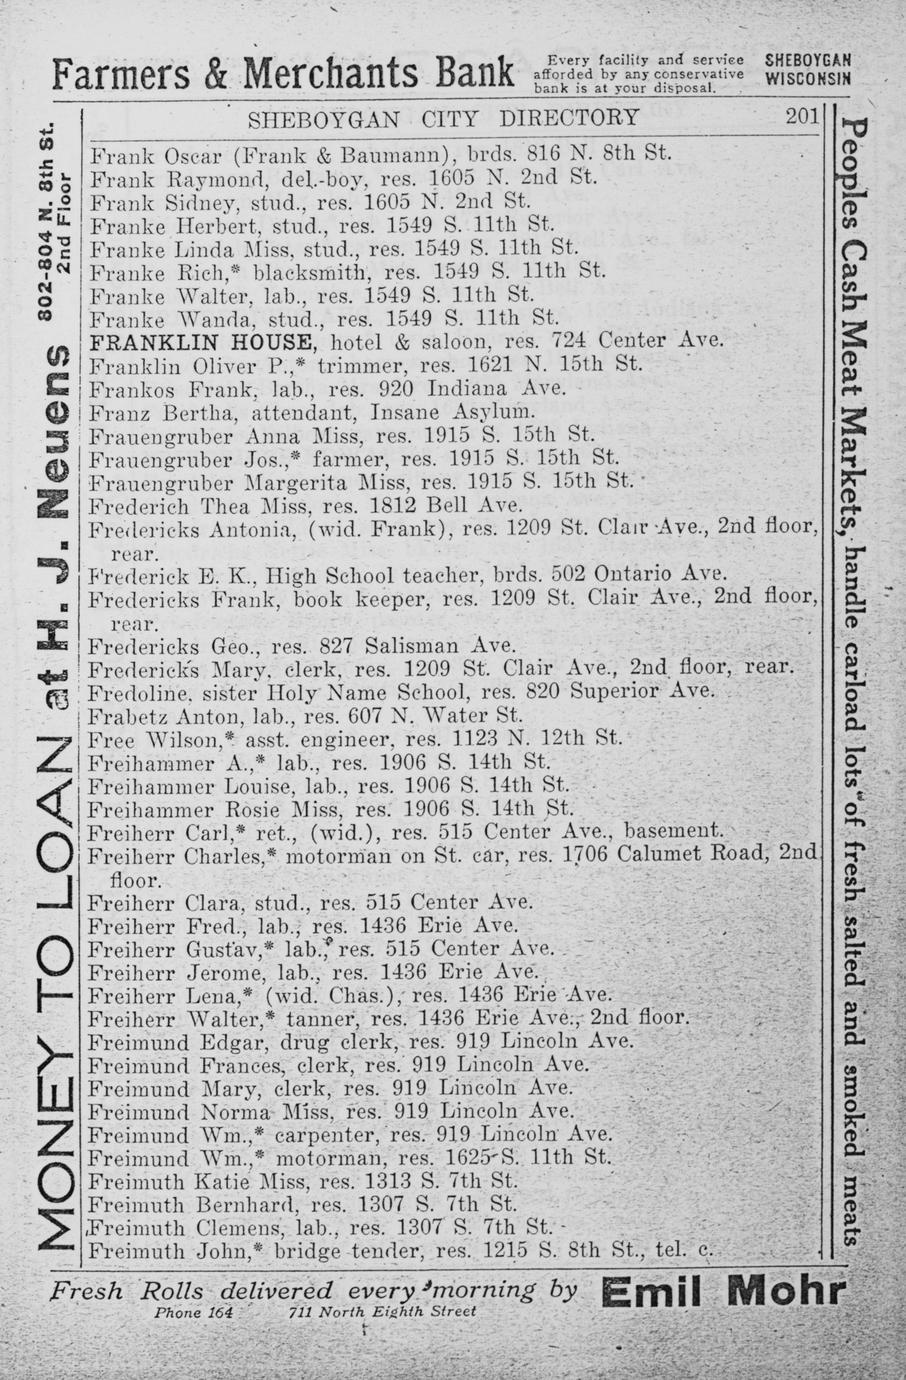 Farmers & Merchants Bank
Every facility and service
afforded by any conservative
bank is at your disposal.
SHEBOYGAN
WISCONSIN
SHEBOYGAN CITY DIRECTORY 201
Frank Oscar (Frank & Baumann), brds. 816 N. 8th St.
Frank Raymond, del.-boy, res. 1605 N. 2nd St.
Frank Sidney, stud., res. 1605 N. 2nd St.
Franke Herbert, stud., res. 1549 S. 11th St.
Franke Linda Miss, stud., res. 1549 S. 11th St.
Franke Rich,* blacksmith, res. 1549 S. 11th St.
Franke Walter, lab., res. 1549 S. 11th St.
Franke Wanda, stud., res. 1549 S. 11th St.
FRANKLIN HOUSE, hotel & saloon, res. 724 Center Ave.
Franklin Oliver P.,* trimmer, res. 1621 N. 15th St.
Frankos Frank, lab., res. 920 Indiana Ave.
Franz Bertha, attendant, Insane Asylum.
Frauengruber Anna Miss, res. 1915 S. 15th St.
Frauengruber Jos.,* farmer, res. 1915 S. 15th St.
Frauengruber Margerita Miss, res. 1915 S. 15th St.
Frederich Thea Miss, res. 1812 Bell Ave.
Fredericks Antonia, (wid. Frank), res. 1209 St. Clair Ave., 2nd floor,
rear.
Frederick E. K., High School teacher, brds. 502 Ontario Ave.
Fredericks Frank, book keeper, res. 1209 St. Clair Ave., 2nd floor,
rear.
Fredericks Geo., res. 827 Salisman Ave.
Fredericks Mary, clerk, res. 1209 St. Clair Ave., 2nd floor, rear.
Fredoline, sister Holy Name School, res. 820 Superior Ave.
Frabetz Anton, lab., res. 607 N. Water St.
Free Wilson,* asst. engineer, res. 1123 N. 12th St.
Freihammer A.,* lab., res. 1906 S. 14th St.
Freihammer Louise, lab., res. 1906 S. 14th St.
Freihammer Rosie Miss, res. 1906 S. 14th St.
Freiherr Carl,* ret., (wid.), res. 515 Center Ave., basement.
Freiherr Charles,* motorman on St. car, res. 1706 Calumet Road, 2nd
floor.
Freiherr Clara, stud., res. 515 Center Ave.
Freiherr Fred., lab., res. 1436 Erie Ave.
Freiherr Gustav,* lab., res. 515 Center Ave.
Freiherr Jerome, lab., res. 1436 Erie Ave.
Freiherr Lena,* (wid. Chas.), res. 1436 Erie Ave.
Freiherr Walter,* tanner, res. 1436 Erie Ave., 2nd floor.
Freimund Edgar, drug clerk, res. 919 Lincoln Ave.
Freimund Frances, clerk, res. 919 Lincoln Ave.
Freimund Mary, clerk, res. 919 Lincoln Ave.
Freimund Norma Miss, res. 919 Lincoln Ave.
Freimund Wm.,* carpenter, res. 919 Lincoln Ave.
Freimund Wm.,* motorman, res. 1625 S. 11th St.
Freimuth Katie Miss, res. 1313 S. 7th St.
Freimuth Bernhard, res. 1307 S. 7th St.
Freimuth Clemens, lab., res. 1307 S. 7th St.
Freimuth John,* bridge tender, res. 1215 S. 8th St., tel. c.
MONEY TO LOAN at H. J. Neuens 802-804 N. 8th St.
2nd Floor
Peoples Cash Meat Markets, handle carload lots of fresh salted and smoked meats
Fresh Rolls delivered every morning by Emil Mohr
Phone 164 711 North Eighth Street